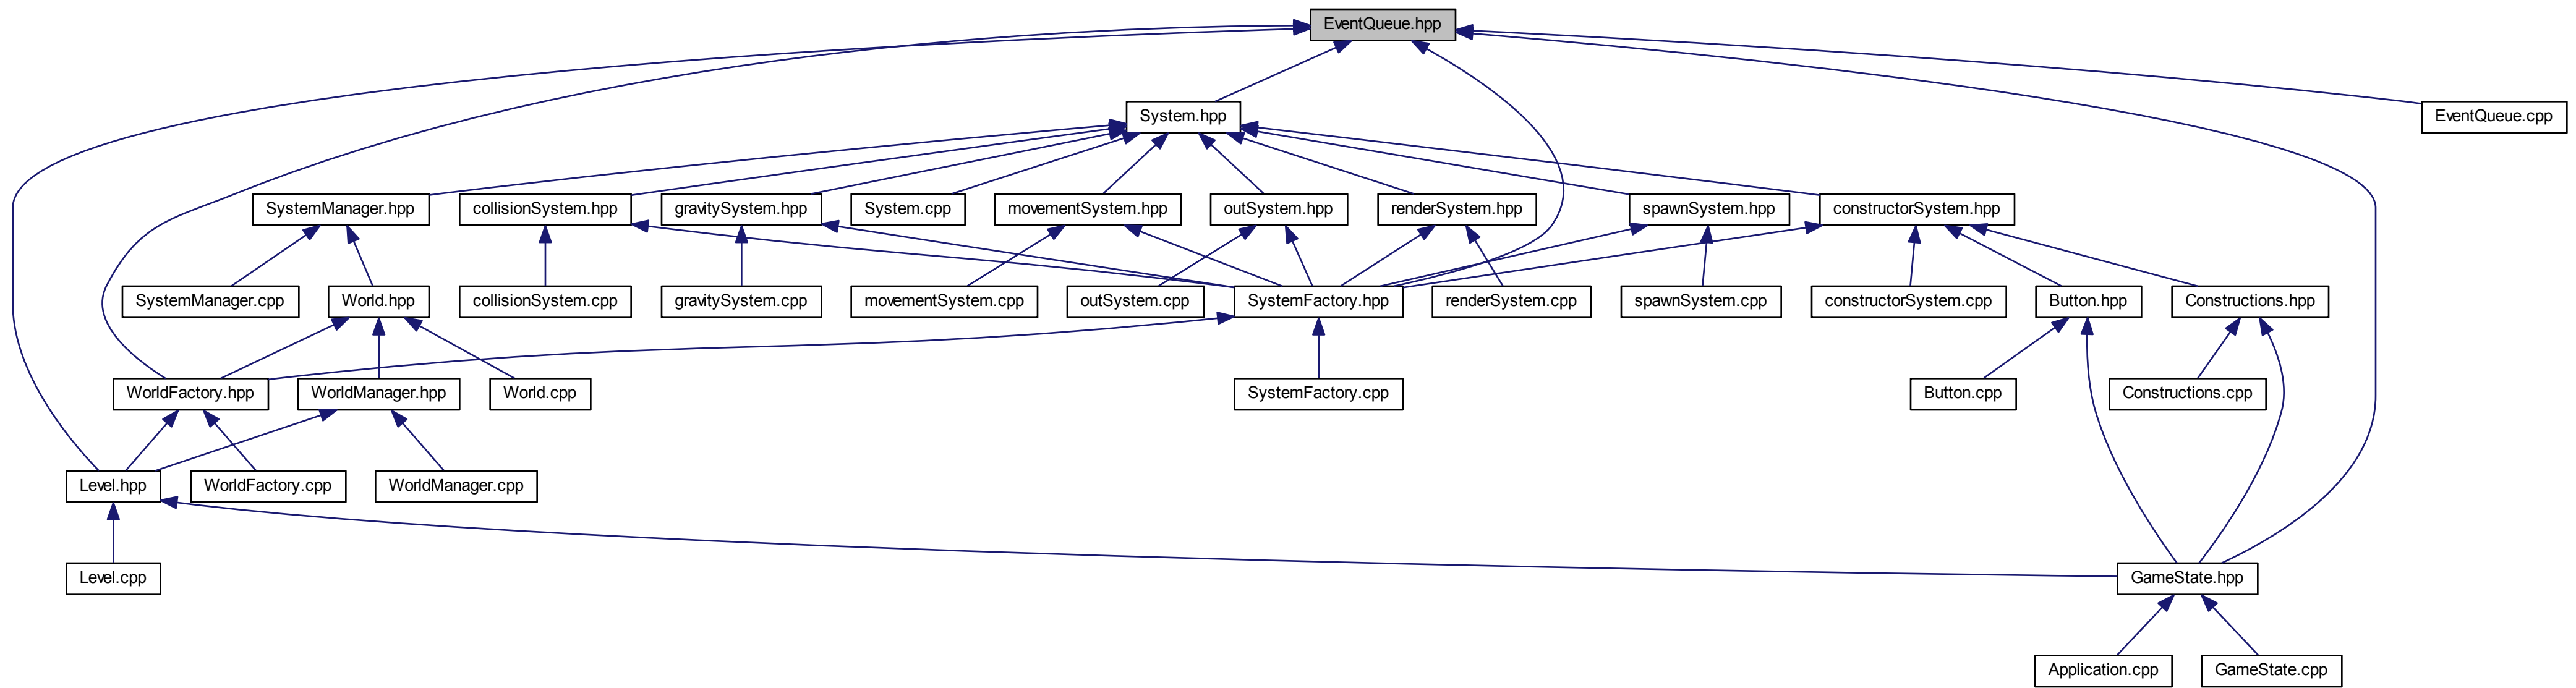 EventQueue.hpp
System.hpp
EventQueue.cpp
SystemManager.hpp
collisionSystem.hpp
gravitySystem.hpp
System.cpp
movementSystem.hpp
outSystem.hpp
renderSystem.hpp
spawnSystem.hpp
constructorSystem.hpp
SystemManager.cpp
World.hpp
collisionSystem.cpp
gravitySystem.cpp
movementSystem.cpp
outSystem.cpp
SystemFactory.hpp
renderSystem.cpp
spawnSystem.cpp
constructorSystem.cpp
Button.hpp
Constructions.hpp
WorldFactory.hpp
WorldManager.hpp
World.cpp
SystemFactory.cpp
Button.cpp
Constructions.cpp
Level.hpp
WorldFactory.cpp
WorldManager.cpp
Level.cpp
GameState.hpp
Application.cpp
GameState.cpp